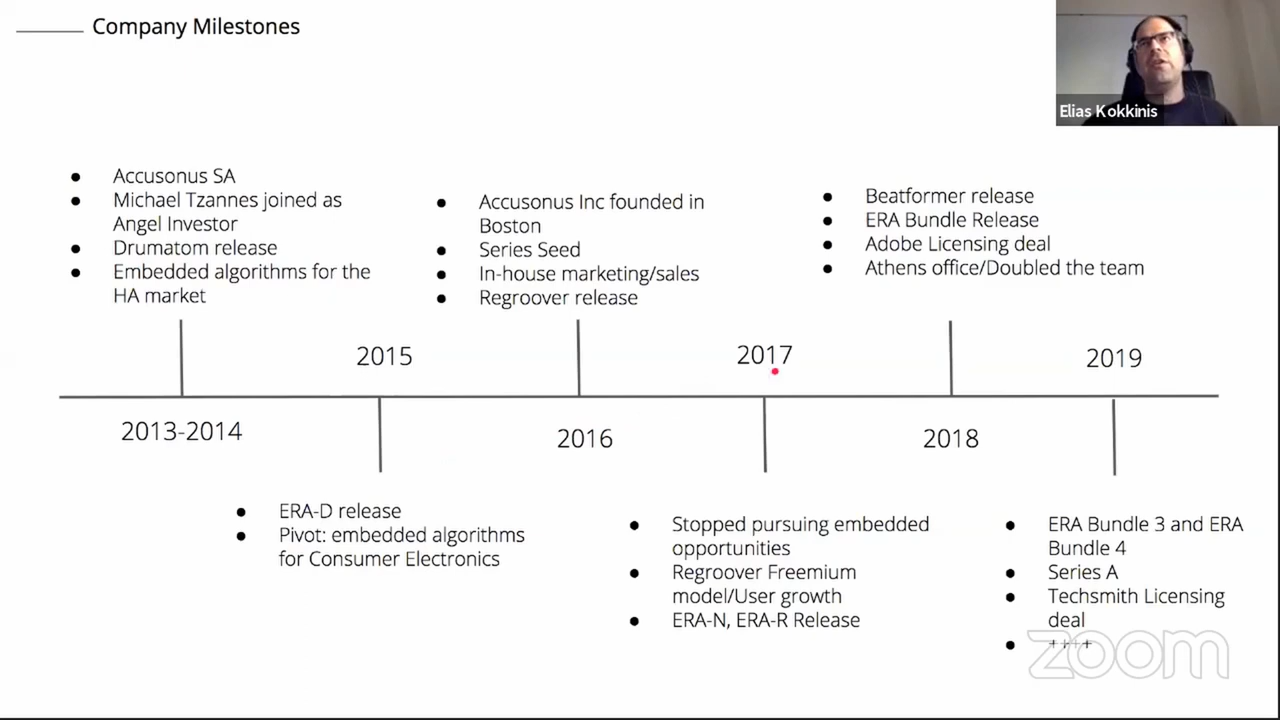 Company Milestones
Elias Kokkinis
Accusonus SA
Michael Tzannes joined as
Angel Investor
Drumatom release
Embedded algorithms for the
HA market
Accusonus Inc founded in
Boston
Series Seed
In-house marketing/sales
Regroover release
Beatformer release
ERA Bundle Release
Adobe Licensing deal
Athens office/Doubled the team
2015
2017
2019
2013-2014
2016
2018
ERA-D release
Pivot: embedded algorithms
for Consumer Electronics
Stopped pursuing embedded
opportunities
Regroover Freemium
model/User growth
ERA-N, ERA-R Release
ERA Bundle 3 and ERA
Bundle 4
Series A
Techsmith Licensing
deal
++++
zoom